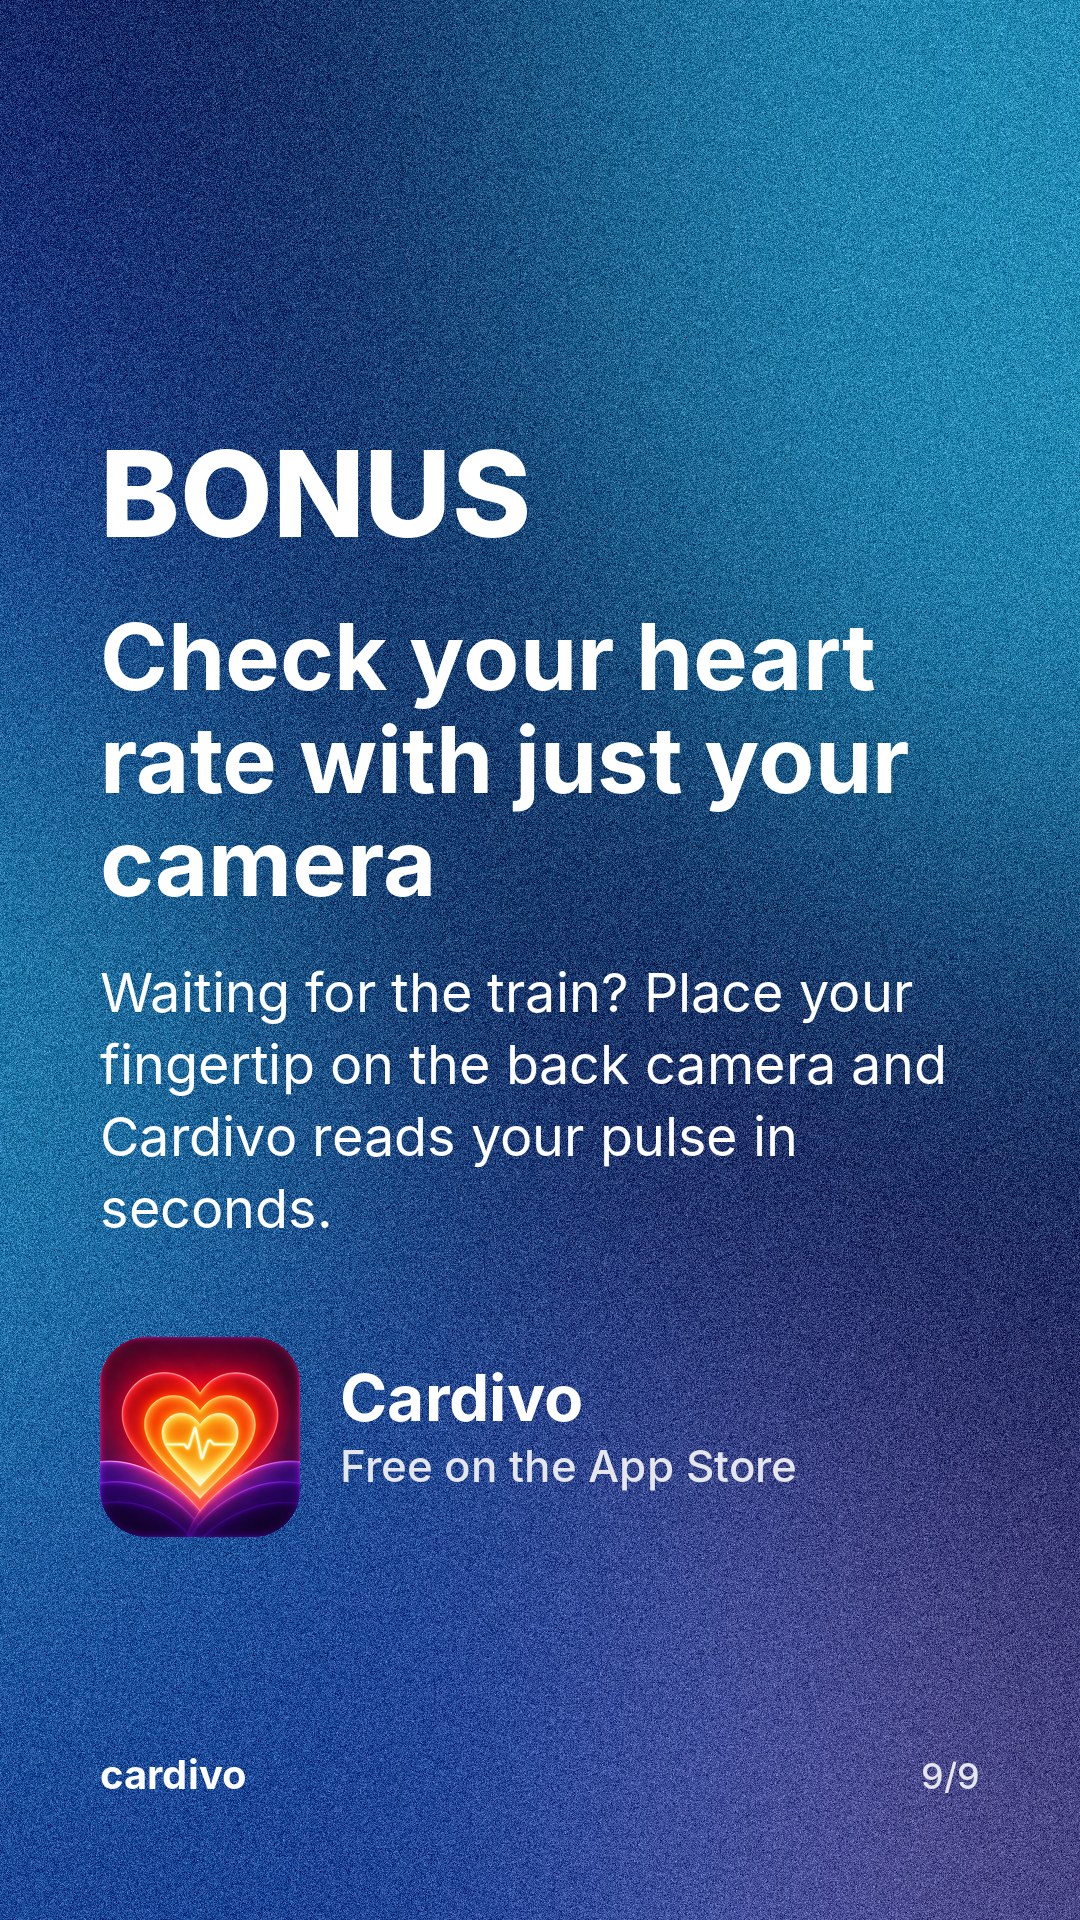 BONUS
Check your heart
rate with just your
camera
Waiting for the train? Place your
fingertip on the back camera and
Cardivo reads your pulse in
seconds.
Cardivo
Free on the App Store
cardivo
9/9